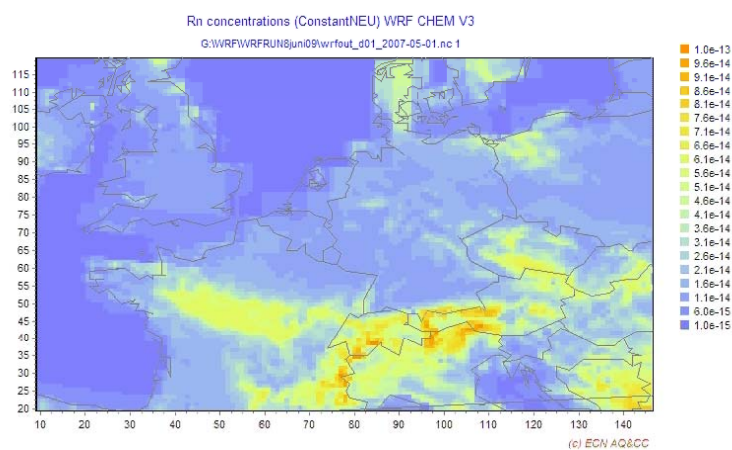 Rn concentrations (ConstantNEU) WRF CHEM V3
G:\WRF\WRFRUN8juni09\wrfout_d01_2007-05-01.nc 1
115
110
105
100
95
90
85
80
75
70
65
60
55
50
45
40
35
30
25
20
10 20 30 40 50 60 70 80 90 100 110 120 130 140
1.0e-13
9.6e-14
9.1e-14
8.6e-14
8.1e-14
7.6e-14
7.1e-14
6.6e-14
6.1e-14
5.6e-14
5.1e-14
4.6e-14
4.1e-14
3.6e-14
3.1e-14
2.6e-14
2.1e-14
1.6e-14
1.1e-14
6.0e-15
1.0e-15
(c) ECN AQ&CC